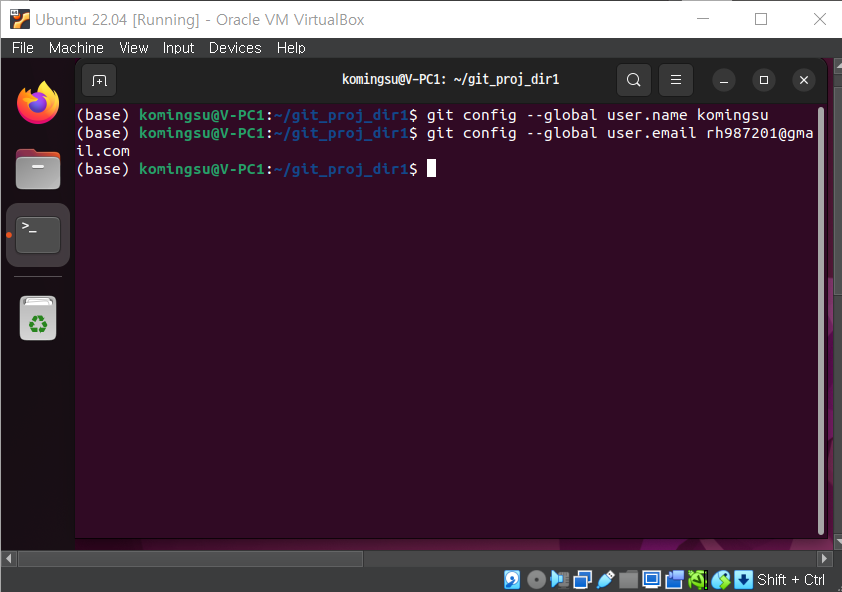 Ubuntu 22.04 [Running] - Oracle VM VirtualBox
File Machine View Input Devices Help
komingsu@V-PC1: ~/git_proj_dir1
(base) komingsu@V-PC1:~/git_proj_dir1$ git config --global user.name komingsu
(base) komingsu@V-PC1:~/git_proj_dir1$ git config --global user.email rh987201@gma
il.com
(base) komingsu@V-PC1:~/git_proj_dir1$
>_
Shift + Ctrl